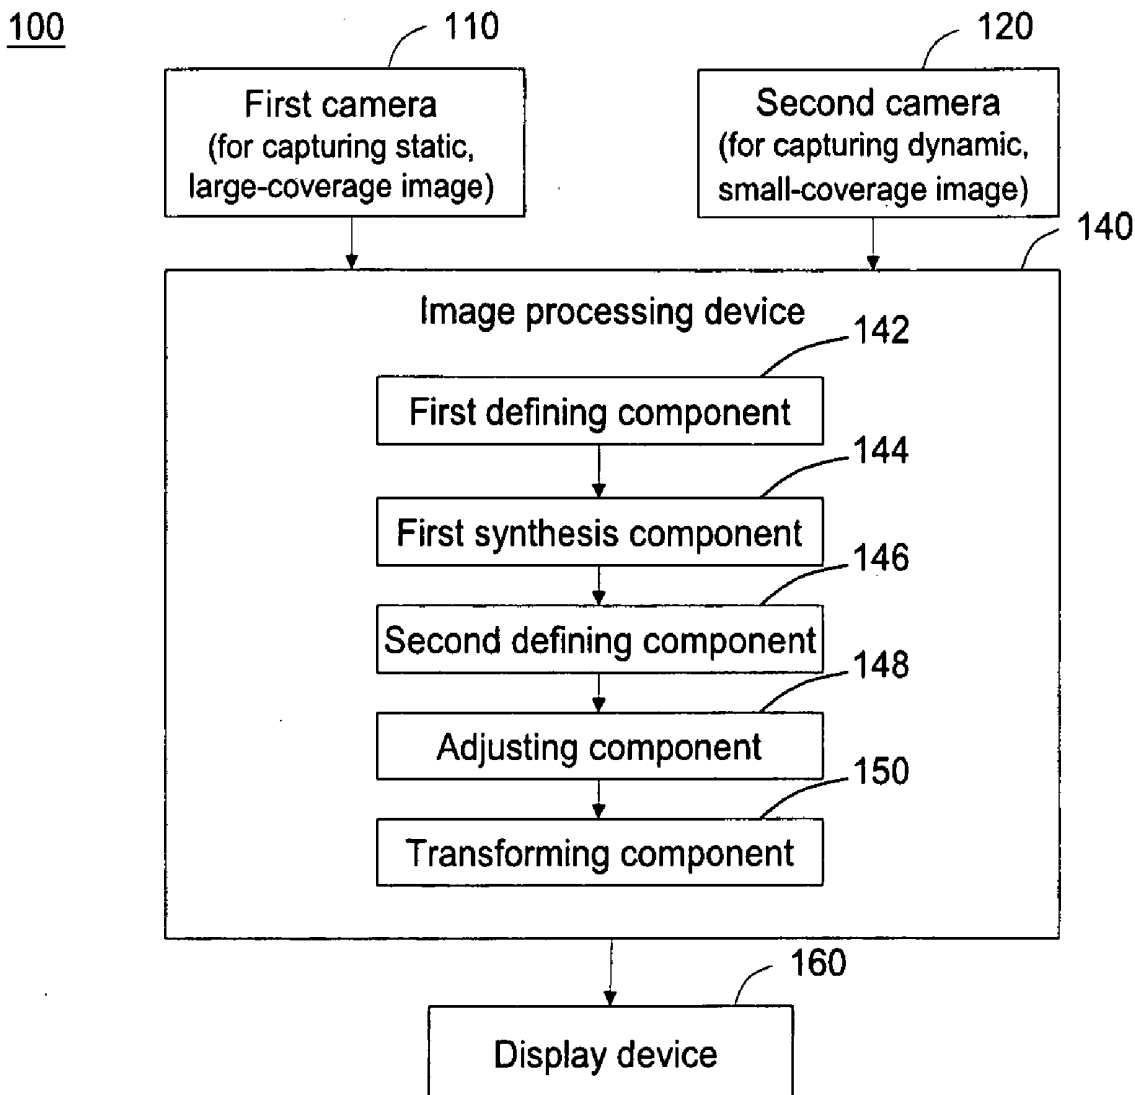 100
110
120
First camera
(for capturing static,
large-coverage image)
Second camera
(for capturing dynamic,
small-coverage image)
140
Image processing device
142
First defining component
144
First synthesis component
146
Second defining component
148
Adjusting component
150
Transforming component
160
Display device